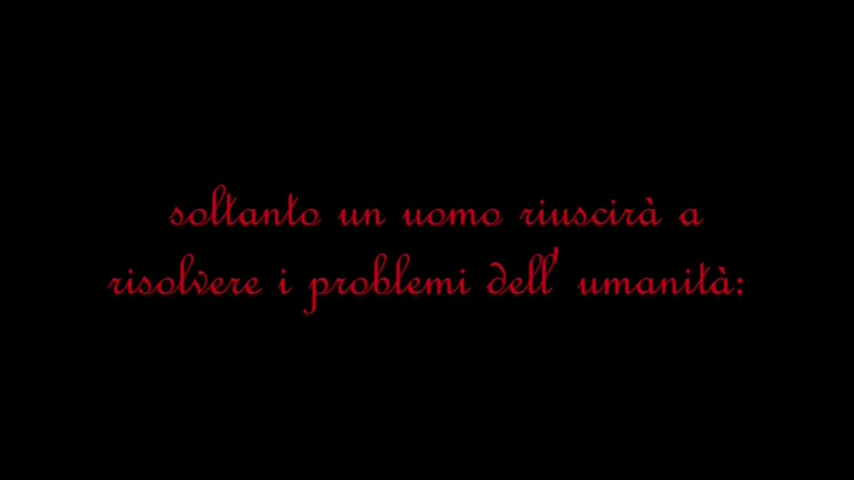 soltanto un uomo riuscirà a
risolvere i problemi dell' umanità: